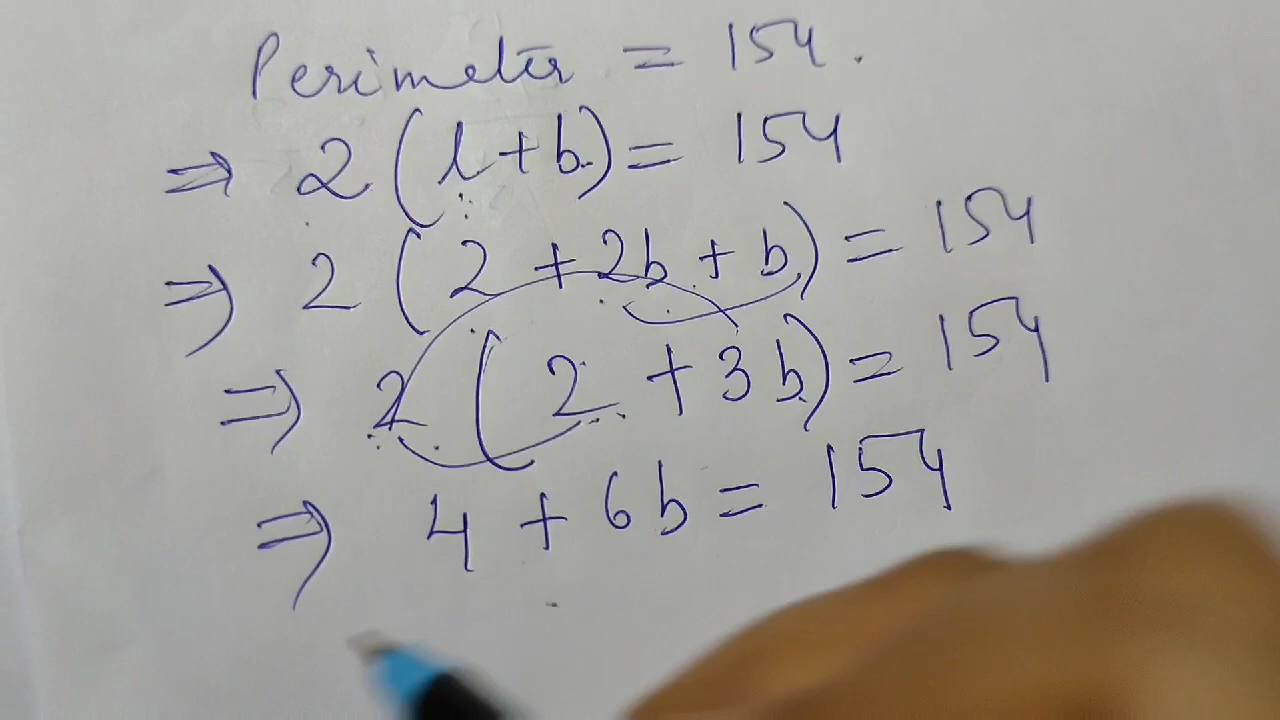 Perimeter = 154.
⇒ 2(l+b) = 154
⇒ 2(2+2b+b) = 154
⇒ 2(2+3b) = 154
⇒ 4+6b = 154